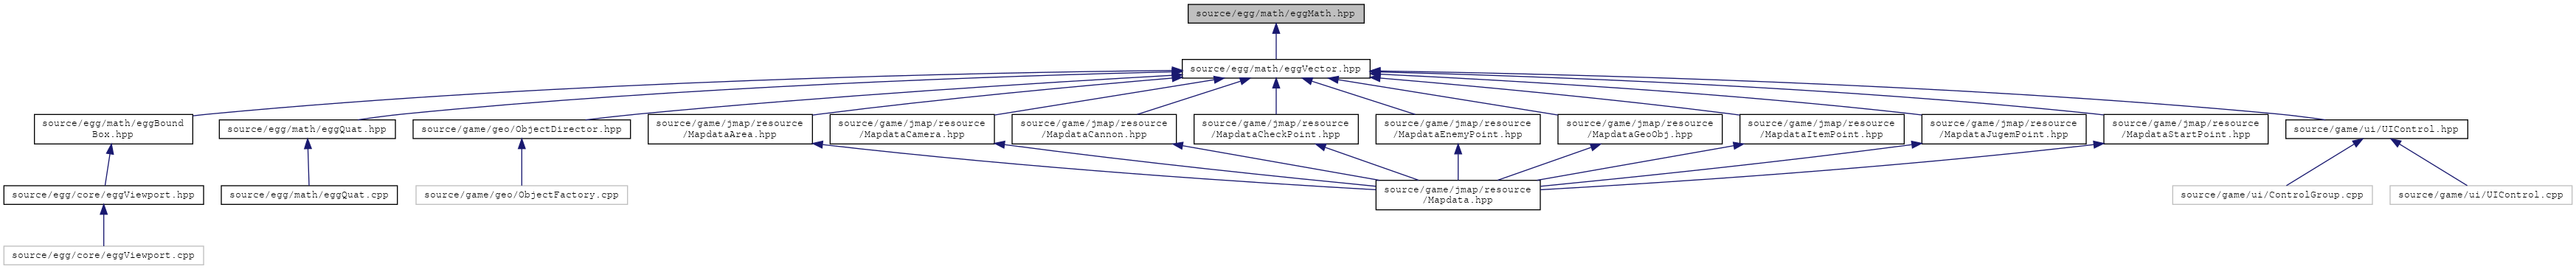 source/egg/math/eggMath.hpp
source/egg/math/eggVector.hpp
source/egg/math/eggBound
Box.hpp
source/egg/math/eggQuat.hpp
source/game/geo/ObjectDirector.hpp
source/game/jmap/resource
/MapdataArea.hpp
source/game/jmap/resource
/MapdataCamera.hpp
source/game/jmap/resource
/MapdataCannon.hpp
source/game/jmap/resource
/MapdataCheckPoint.hpp
source/game/jmap/resource
/MapdataEnemyPoint.hpp
source/game/jmap/resource
/MapdataGeoObj.hpp
source/game/jmap/resource
/MapdataItemPoint.hpp
source/game/jmap/resource
/MapdataJugemPoint.hpp
source/game/jmap/resource
/MapdataStartPoint.hpp
source/game/ui/UIControl.hpp
source/egg/core/eggViewport.hpp
source/egg/math/eggQuat.cpp
source/game/geo/ObjectFactory.cpp
source/game/jmap/resource
/Mapdata.hpp
source/game/ui/ControlGroup.cpp
source/game/ui/UIControl.cpp
source/egg/core/eggViewport.cpp